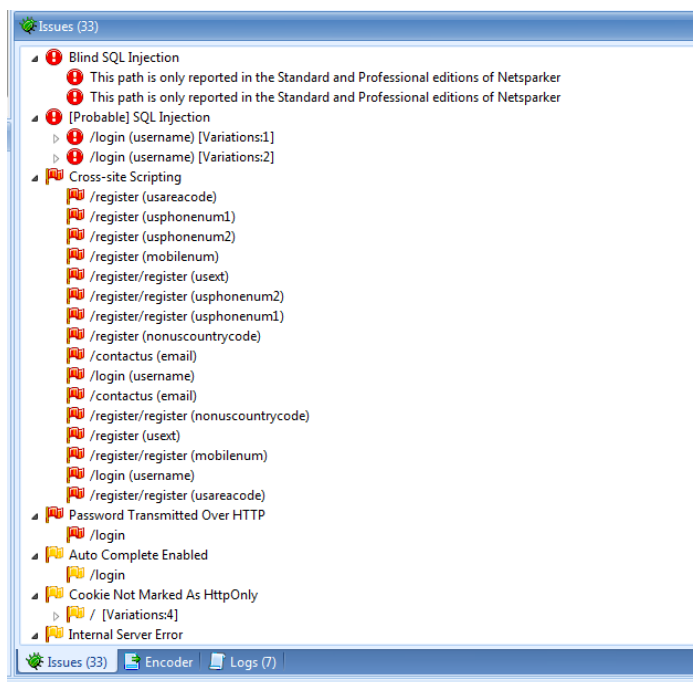 Issues (33)
Blind SQL Injection
This path is only reported in the Standard and Professional editions of Netsparker
This path is only reported in the Standard and Professional editions of Netsparker
[Probable] SQL Injection
/login (username) [Variations:1]
/login (username) [Variations:2]
Cross-site Scripting
/register (usareacode)
/register (usphonenum1)
/register (usphonenum2)
/register (mobilenum)
/register/register (usext)
/register/register (usphonenum2)
/register/register (usphonenum1)
/register (nonuscountrycode)
/contactus (email)
/login (username)
/contactus (email)
/register/register (nonuscountrycode)
/register (usext)
/register/register (mobilenum)
/login (username)
/register/register (usareacode)
Password Transmitted Over HTTP
/login
Auto Complete Enabled
/login
Cookie Not Marked As HttpOnly
/ [Variations:4]
Internal Server Error
Issues (33) Encoder Logs (7)